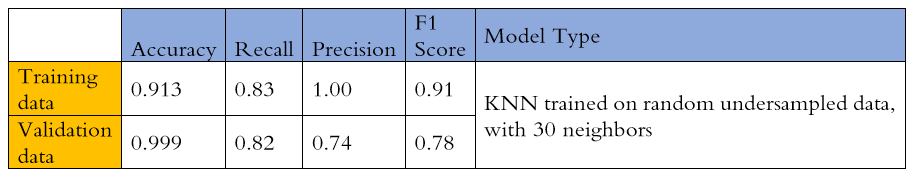 Accuracy Recall Precision F1 Score Model Type
Training data 0.913 0.83 1.00 0.91 KNN trained on random undersampled data, with 30 neighbors
Validation data 0.999 0.82 0.74 0.78